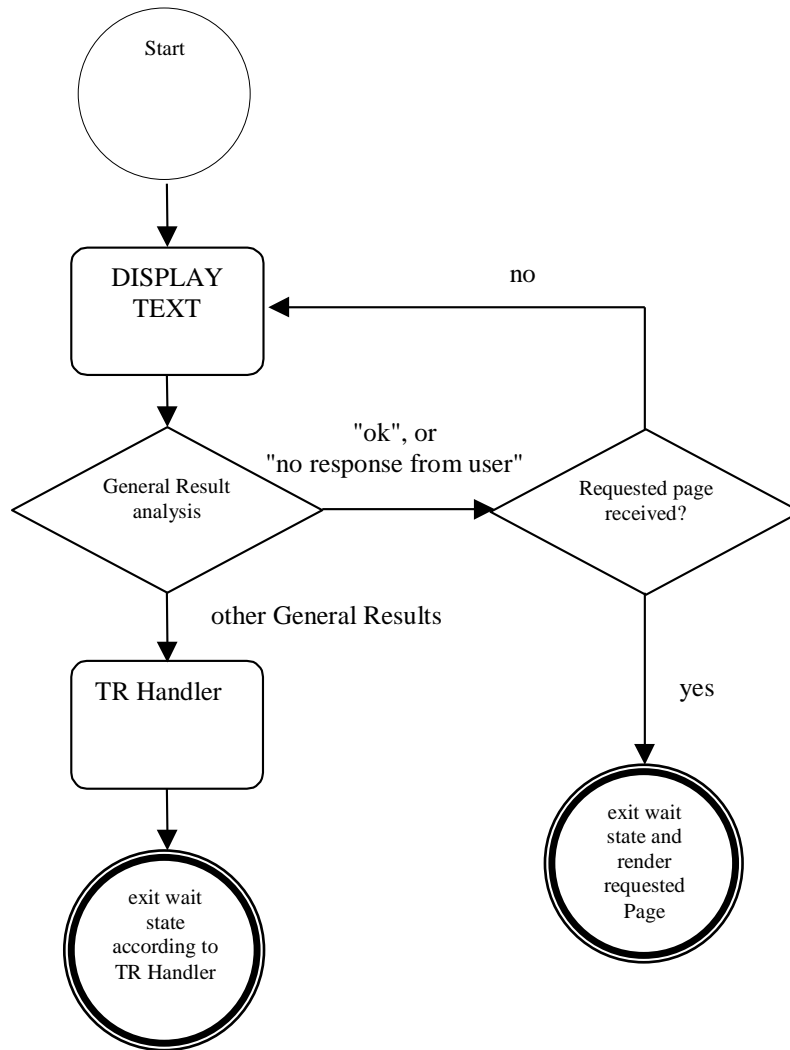 Start
DISPLAY
TEXT
no
"ok", or
"no response from user"
General Result
analysis
Requested page
received?
other General Results
TR Handler
yes
exit wait
state and
render
requested
Page
exit wait
state
according to
TR Handler